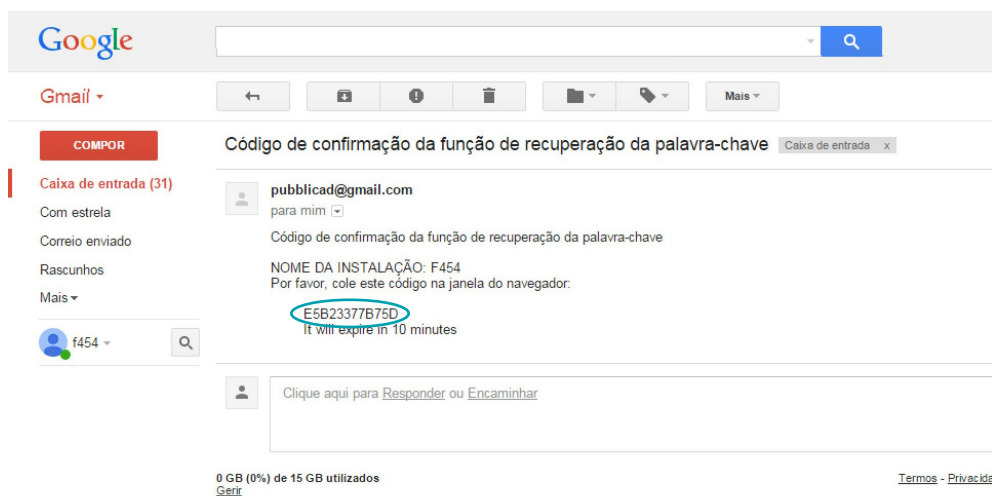 Google
Gmail
Mais
COMPOR
Código de confirmação da função de recuperação da palavra-chave Caixa de entrada x
Caixa de entrada (31)
Com estrela
Correio enviado
Rascunhos
Mais
f454
pubblicad@gmail.com
para mim
Código de confirmação da função de recuperação da palavra-chave
NOME DA INSTALAÇÃO: F454
Por favor, cole este código na janela do navegador:
E5B23377B75D
It will expire in 10 minutes
Clique aqui para Responder ou Encaminhar
0 GB (0%) de 15 GB utilizados
Gerir
Termos - Privacida